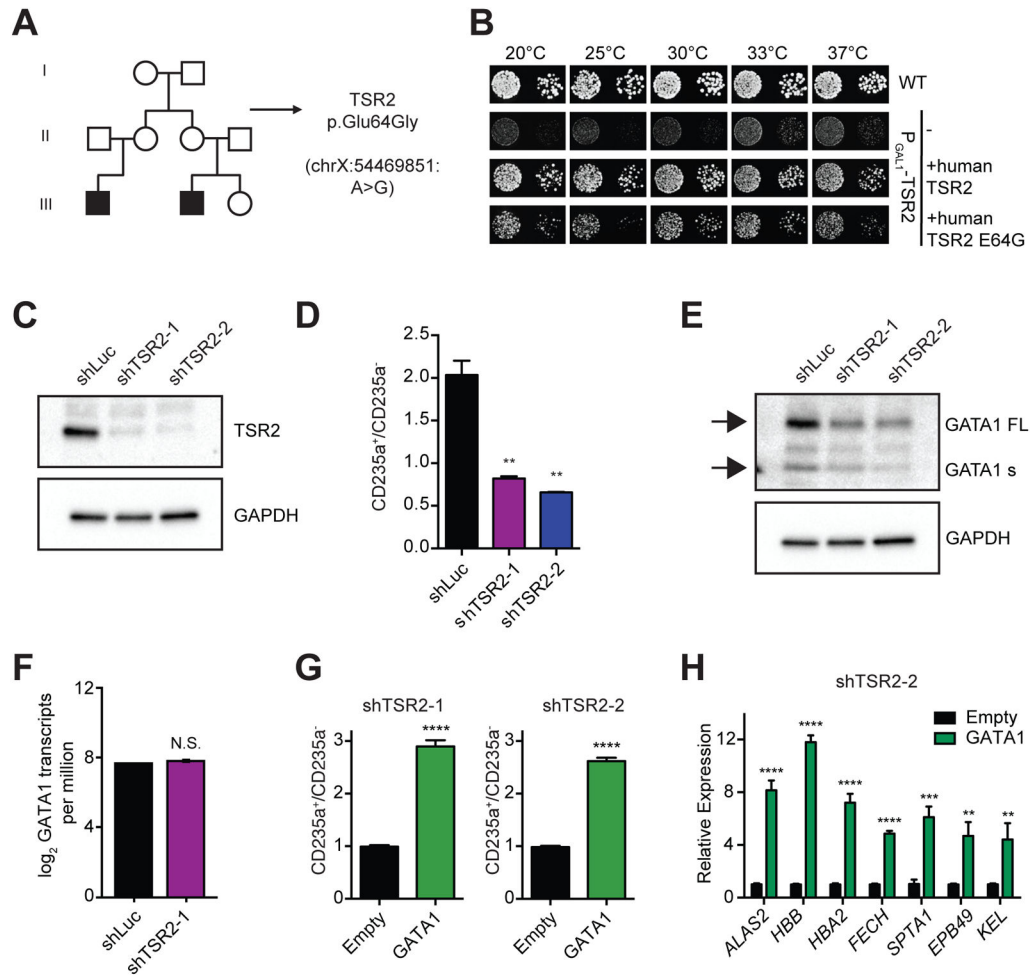 A
I
II
III
TSR2
p.Glu64Gly
(chrX:54469851:
A>G)
B
20°C 25°C 30°C 33°C 37°C
WT
-
+human
TSR2
+human
TSR2 E64G
P GAL1-TSR2
C
shLuc
shTSR2-1
shTSR2-2
TSR2
GAPDH
D
CD235a+/CD235a-
2.5
2.0
1.5
1.0
0.5
0.0
**
**
shLuc
shTSR2-1
shTSR2-2
E
shLuc
shTSR2-1
shTSR2-2
GATA1 FL
GATA1 s
GAPDH
F
log2 GATA1 transcripts
per million
12
8
4
0
N.S.
shLuc
shTSR2-1
G
shTSR2-1
CD235a+/CD235a-
3
2
1
0
****
Empty
GATA1
shTSR2-2
CD235a+/CD235a-
3
2
1
0
****
Empty
GATA1
H
shTSR2-2
Empty
GATA1
Relative Expression
12
8
4
0
****
****
****
****
***
**
**
ALAS2
HBB
HBA2
FECH
SPTA1
EPB49
KEL